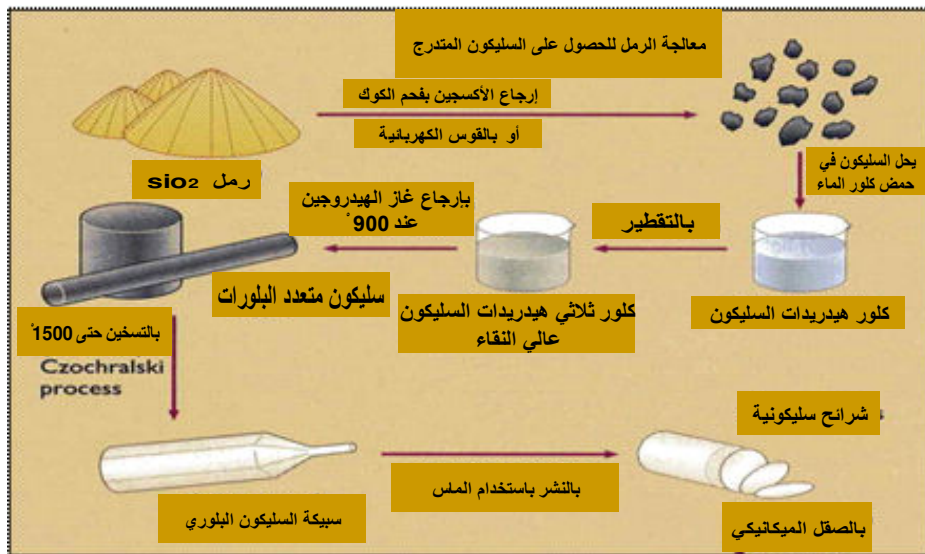 معالجة الرمل للحصول على السليكون المتدرج
إرجاع الأكسجين بفحم الكوك
أو بالقوس الكهربائية
رمل sio₂
يحل السليكون في
حمض كلور الماء
كلور هيدريدات السليكون
بالتقطير
كلور ثلاثي هيدريدات السليكون
عالي النقاء
بإرجاع غاز الهيدروجين
عند 900°
سليكون متعدد البلورات
بالتسخين حتى 1500°
Czochralski
process
سبيكة السليكون البلوري
بالنشر باستخدام الماس
شرائح سليكونية
بالصقل الميكانيكي